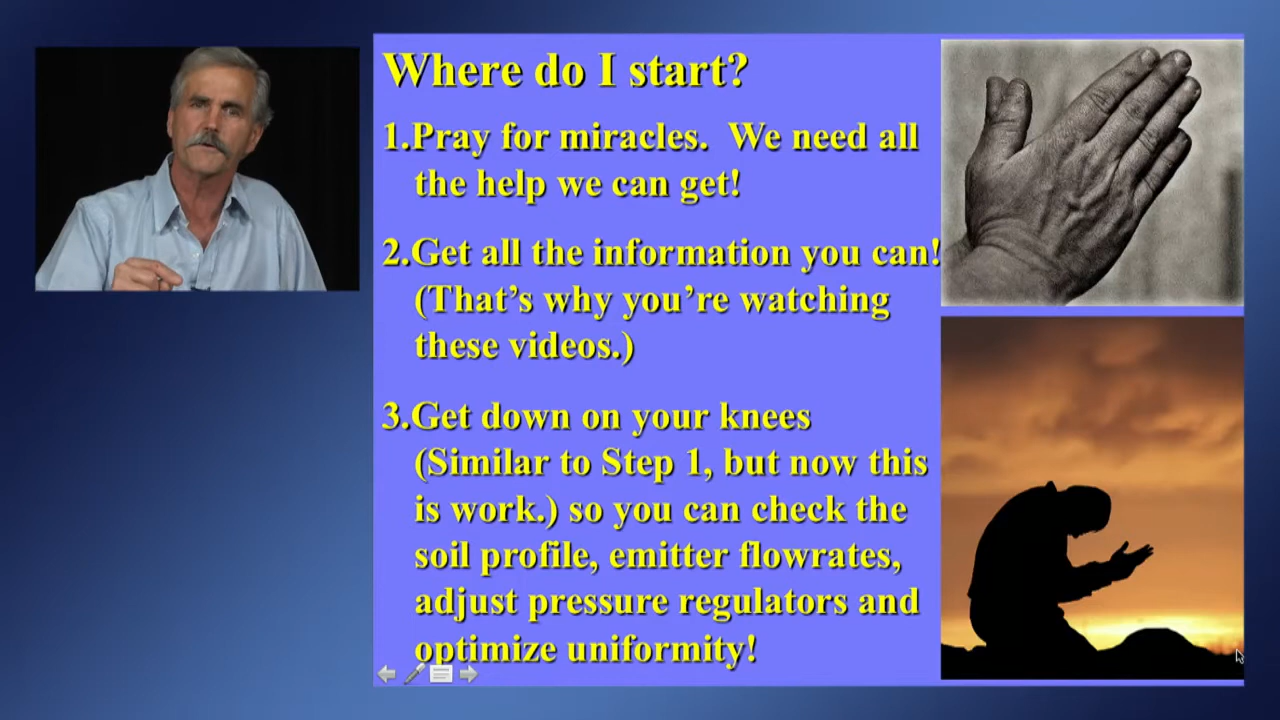 Where do I start?
1.Pray for miracles.  We need all
the help we can get!
2.Get all the information you can!
(That’s why you’re watching
these videos.)
3.Get down on your knees
(Similar to Step 1, but now this
is work.) so you can check the
soil profile, emitter flowrates,
adjust pressure regulators and
optimize uniformity!